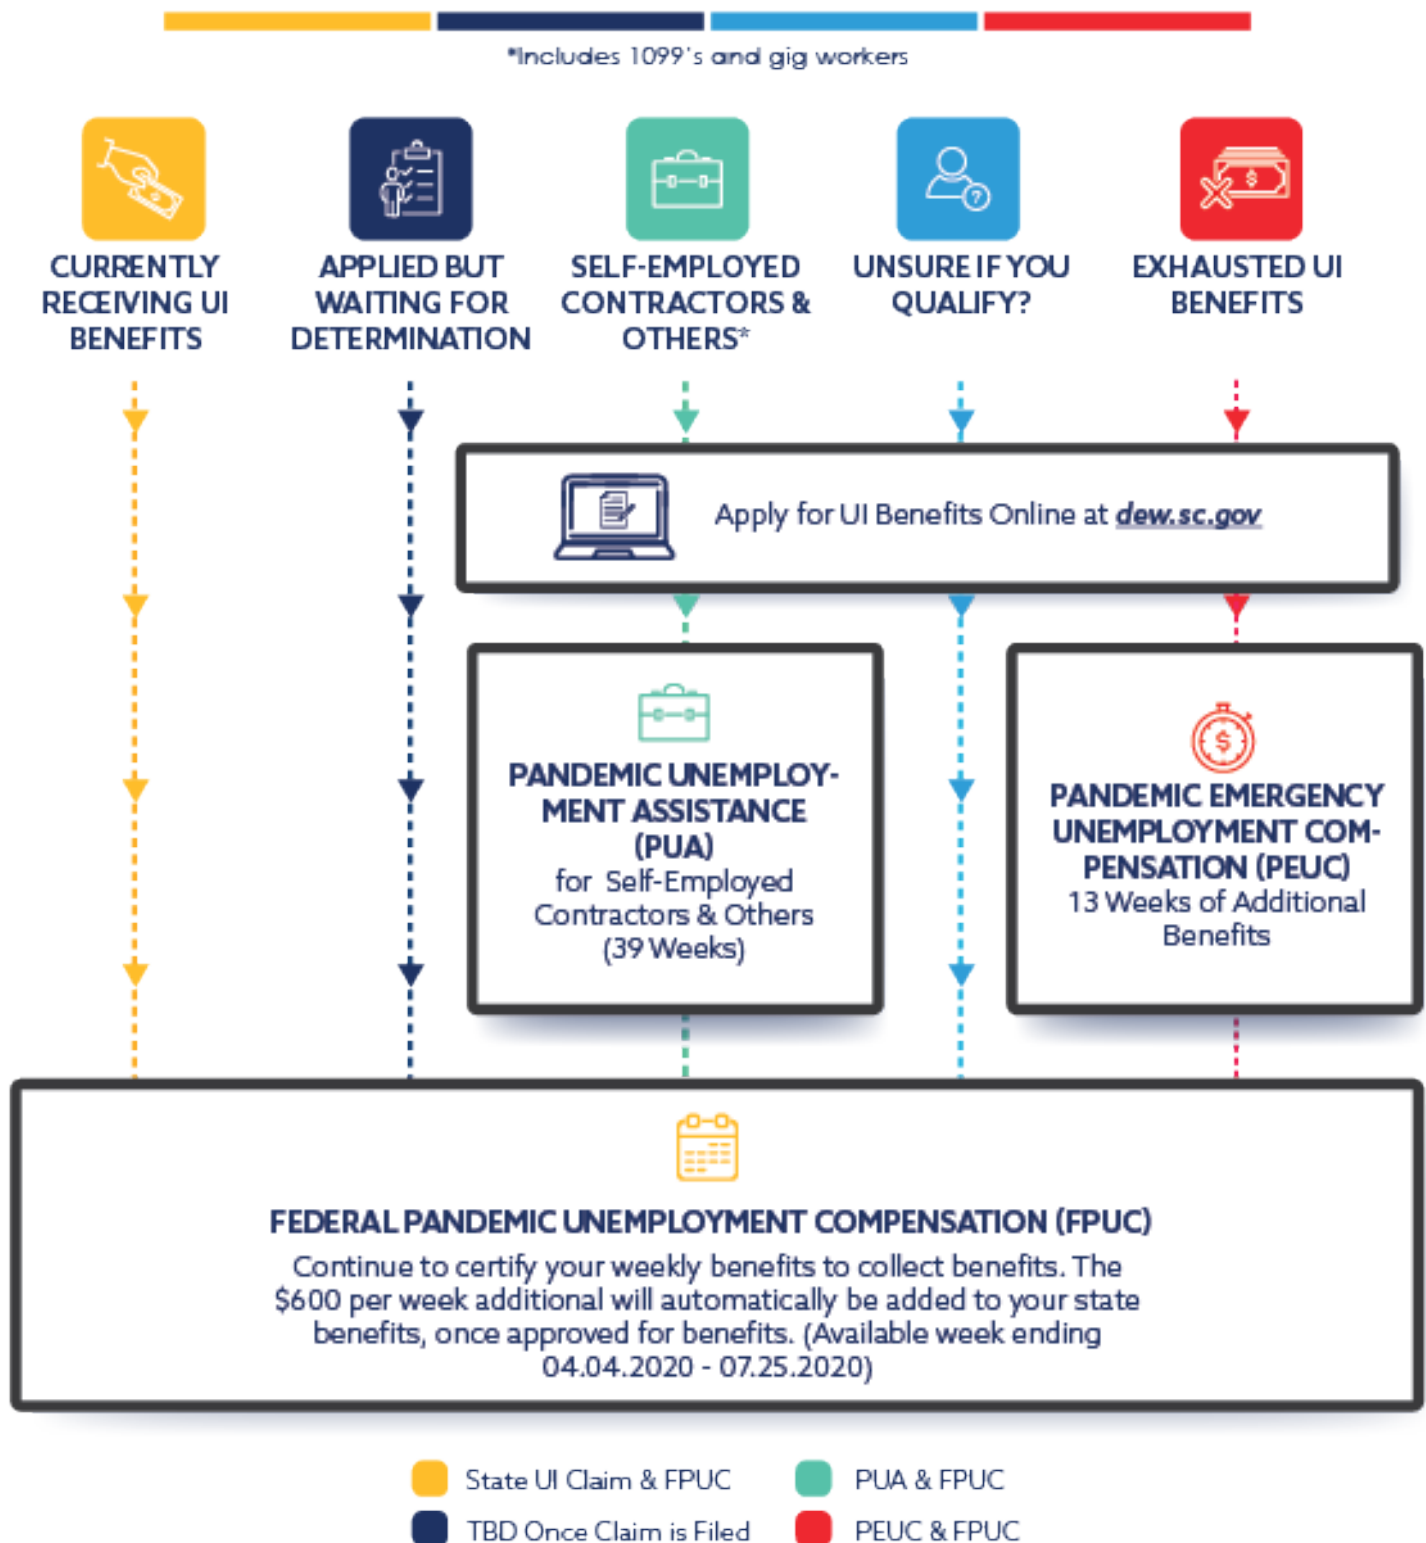 *Includes 1099's and gig workers
CURRENTLY
RECEIVING UI
BENEFITS
APPLIED BUT
WAITING FOR
DETERMINATION
SELF-EMPLOYED
CONTRACTORS &
OTHERS*
UNSURE IF YOU
QUALIFY?
EXHAUSTED UI
BENEFITS
Apply for UI Benefits Online at dew.sc.gov
PANDEMIC UNEMPLOY-
MENT ASSISTANCE
(PUA)
for Self-Employed
Contractors & Others
(39 Weeks)
PANDEMIC EMERGENCY
UNEMPLOYMENT COM-
PENSATION (PEUC)
13 Weeks of Additional
Benefits
FEDERAL PANDEMIC UNEMPLOYMENT COMPENSATION (FPUC)
Continue to certify your weekly benefits to collect benefits. The
$600 per week additional will automatically be added to your state
benefits, once approved for benefits. (Available week ending
04.04.2020 - 07.25.2020)
State UI Claim & FPUC
PUA & FPUC
TBD Once Claim is Filed
PEUC & FPUC